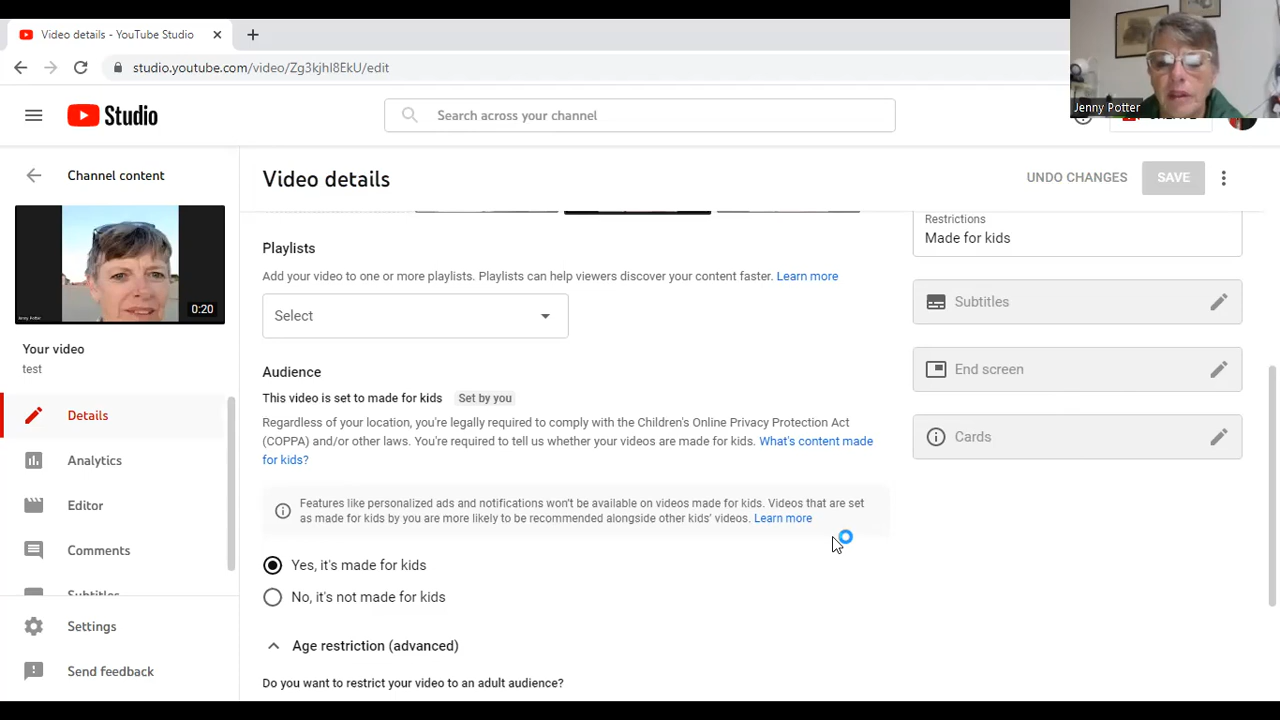 Video details - YouTube Studio
studio.youtube.com/video/Zg3kjhI8EkU/edit
Jenny Potter
Studio
Search across your channel
Channel content
Video details
UNDO CHANGES
SAVE
0:20
Jenny Potter
Your video
test
Details
Analytics
Editor
Comments
Subtitles
Settings
Send feedback
Playlists
Add your video to one or more playlists. Playlists can help viewers discover your content faster. Learn more
Select
Audience
This video is set to made for kids Set by you
Regardless of your location, you're legally required to comply with the Children's Online Privacy Protection Act
(COPPA) and/or other laws. You're required to tell us whether your videos are made for kids. What's content made
for kids?
Features like personalized ads and notifications won't be available on videos made for kids. Videos that are set
as made for kids by you are more likely to be recommended alongside other kids' videos. Learn more
Yes, it's made for kids
No, it's not made for kids
Age restriction (advanced)
Do you want to restrict your video to an adult audience?
Restrictions
Made for kids
Subtitles
End screen
Cards